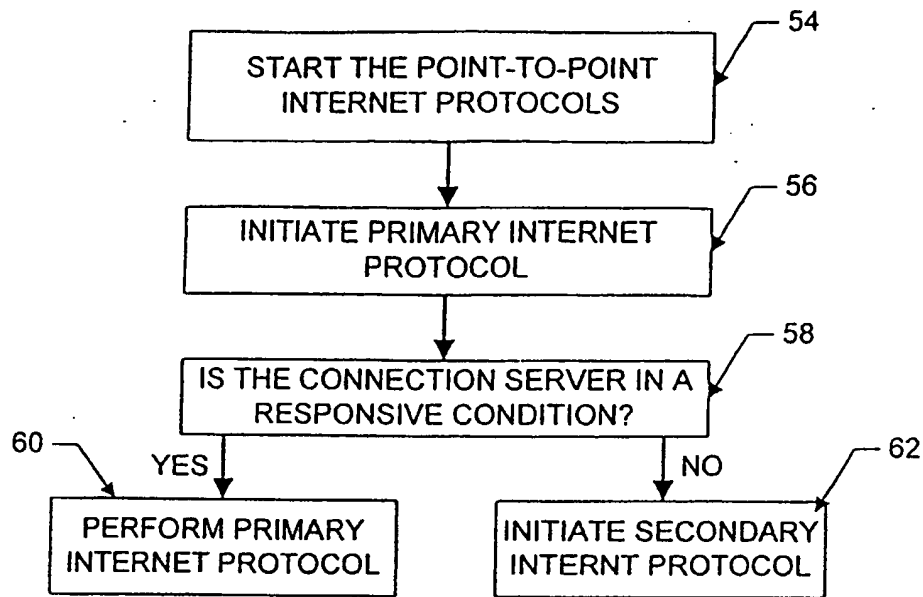 54
START THE POINT-TO-POINT
INTERNET PROTOCOLS
56
INITIATE PRIMARY INTERNET
PROTOCOL
58
IS THE CONNECTION SERVER IN A
RESPONSIVE CONDITION?
60
YES
NO
62
PERFORM PRIMARY
INTERNET PROTOCOL
INITIATE SECONDARY
INTERNT PROTOCOL